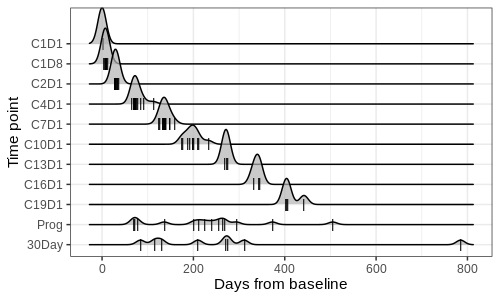 C1D1
C1D8
C2D1
C4D1
C7D1
C10D1
C13D1
C16D1
C19D1
Prog
30Day
Time point
0 200 400 600 800
Days from baseline